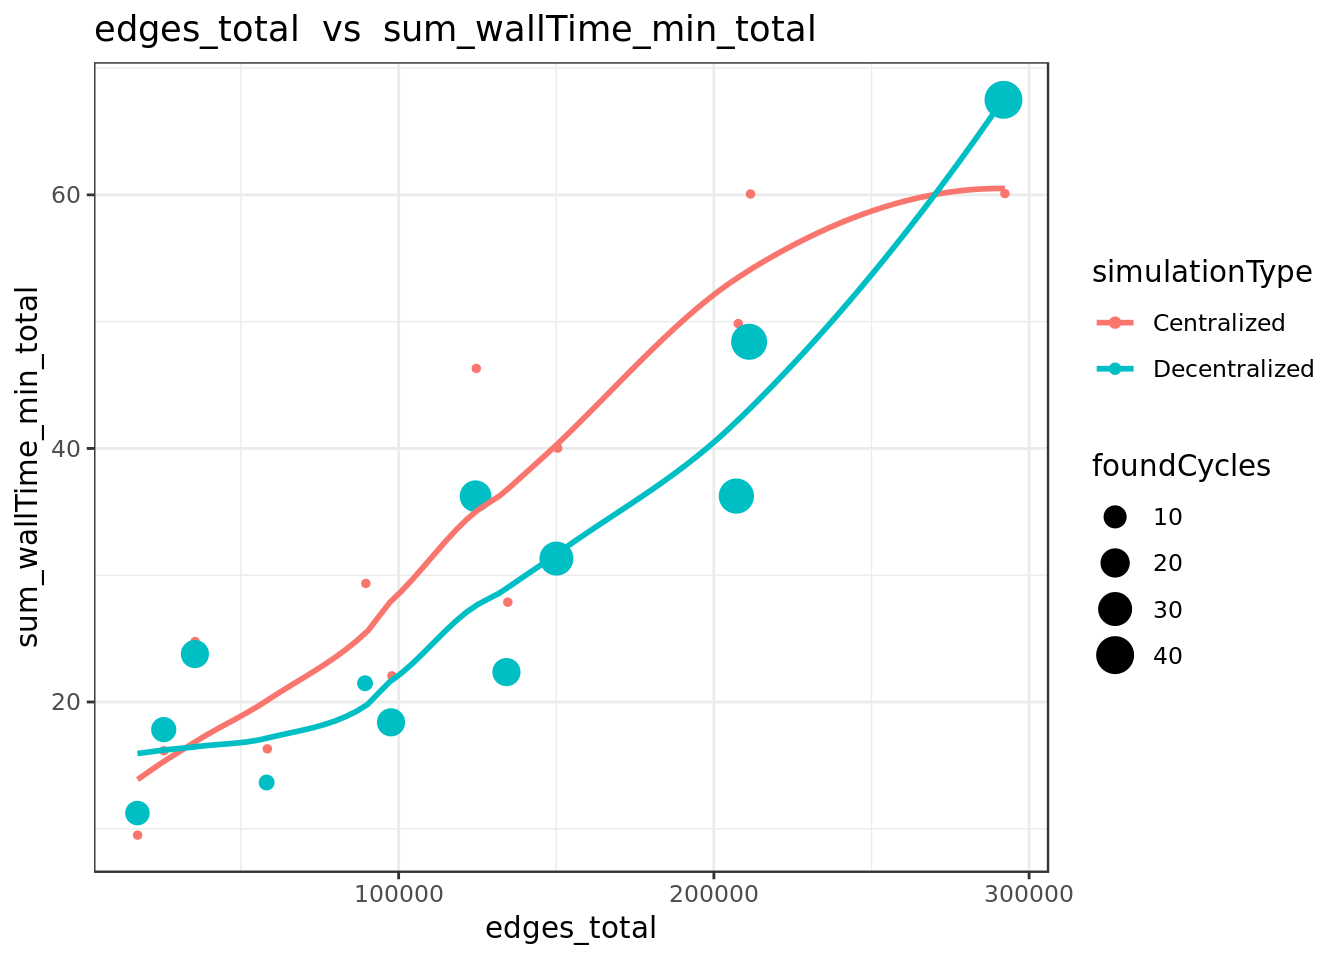 edges_total  vs  sum_wallTime_min_total
60
40
20
sum_wallTime_min_total
100000
200000
300000
edges_total
simulationType
Centralized
Decentralized
foundCycles
10
20
30
40